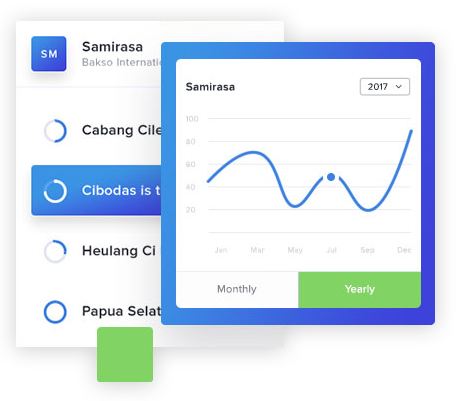 SM
Samirasa
Bakso Internatio
Cabang Cile
Cibodas is t
Heulang Ci
Papua Selat
Samirasa
2017
100
80
60
40
20
Jan Mar May Jul Sep Dec
Monthly Yearly